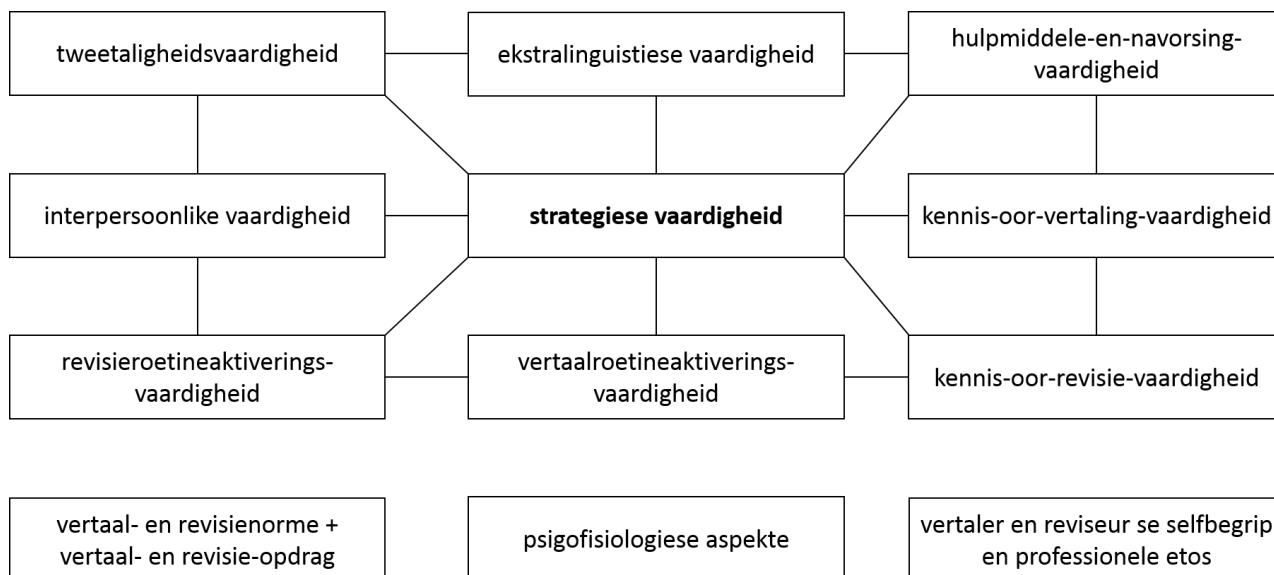 tweetaligheidsvaardigheid
ekstralinguistiese vaardigheid
hulpmiddele-en-navorsing-
vaardigheid
interpersoonlike vaardigheid
strategiese vaardigheid
kennis-oor-vertaling-vaardigheid
revisieroetineaktiverings-
vaardigheid
vertaalroetineaktiverings-
vaardigheid
kennis-oor-revisie-vaardigheid
vertaal- en revisienorme +
vertaal- en revisie-opdrag
psigofisiologiese aspekte
vertaler en reviseur se selfbegrip
en professionele etos